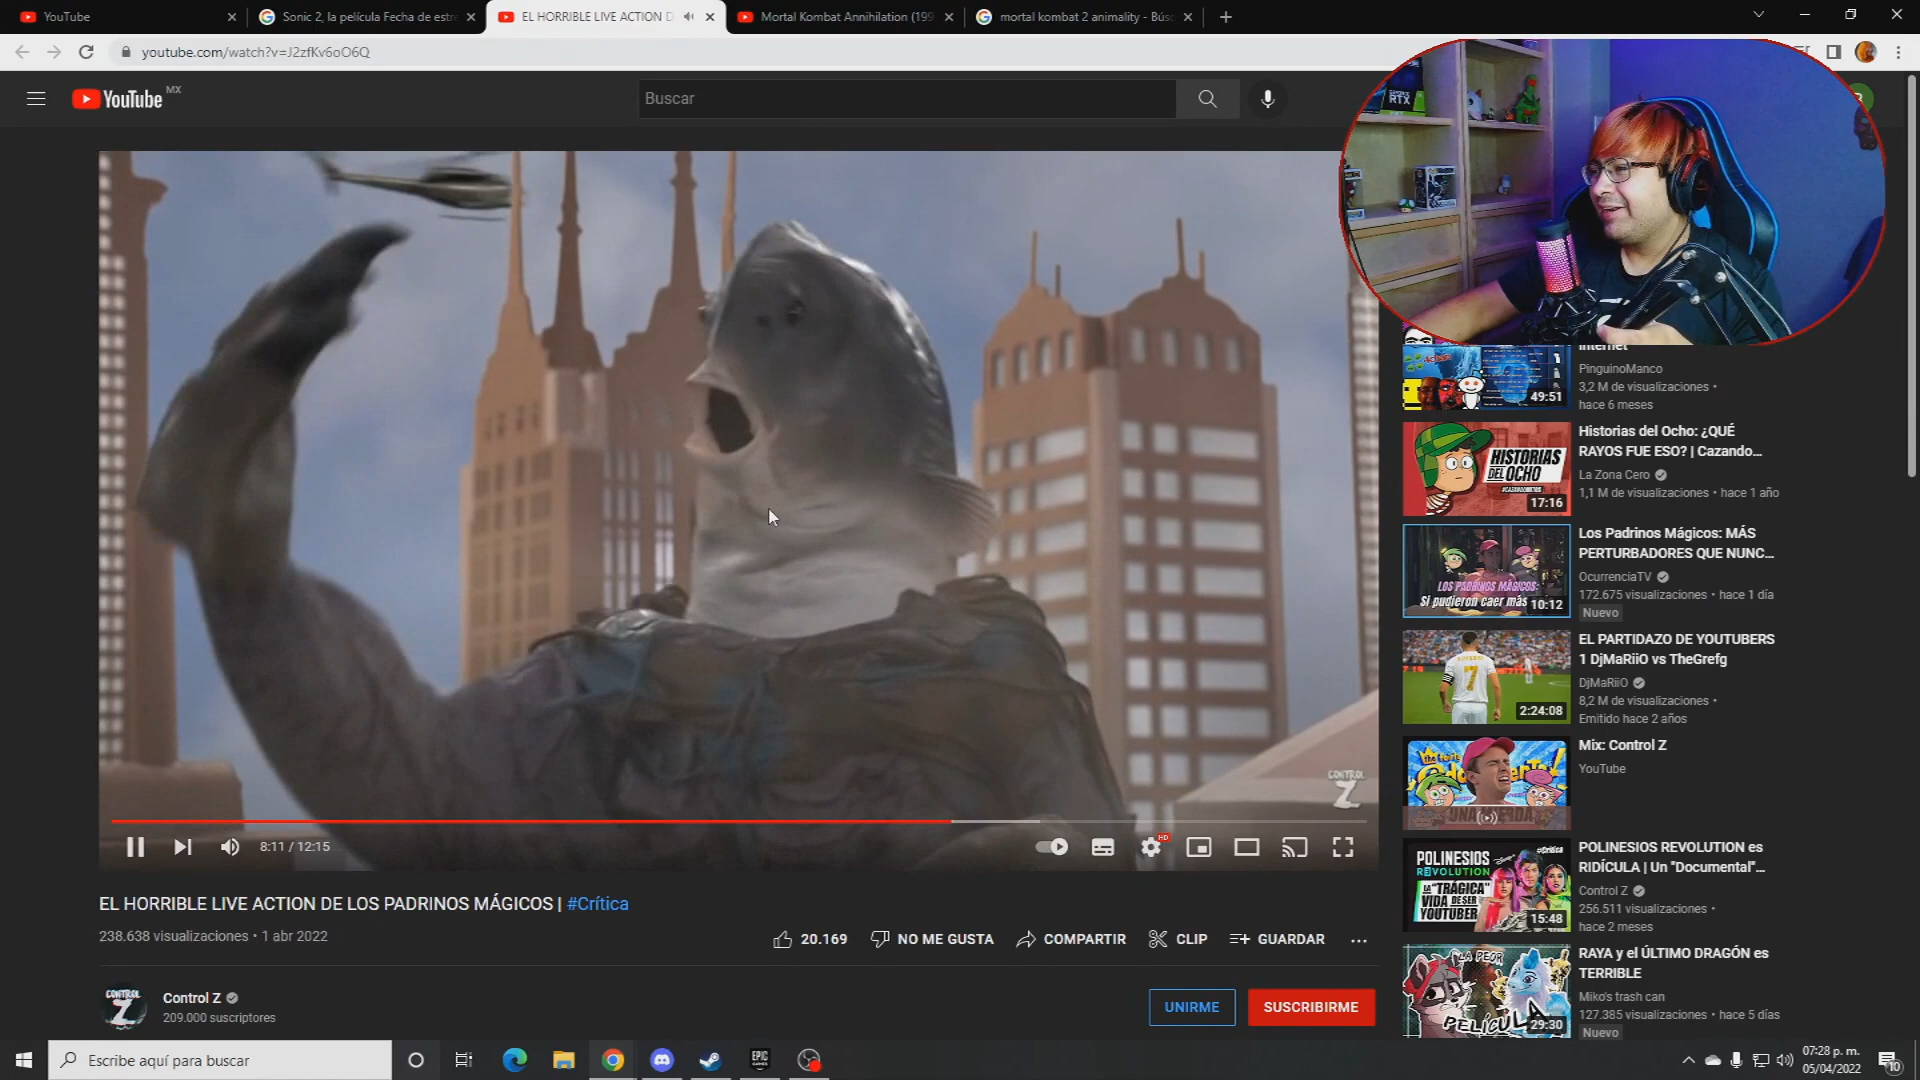 YouTube
Sonic 2, la película Fecha de estre
EL HORRIBLE LIVE ACTION D
Mortal Kombat Annihilation (199
mortal kombat 2 animality - Bús
youtube.com/watch?v=J2zfKv6oO6Q
YouTube MX
Buscar
RTX
CONTROL Z
8:11 / 12:15
HD
EL HORRIBLE LIVE ACTION DE LOS PADRINOS MÁGICOS | #Crítica
238.638 visualizaciones • 1 abr 2022
20.169
NO ME GUSTA
COMPARTIR
CLIP
GUARDAR
CONTROL Z
Control Z
209.000 suscriptores
UNIRME
SUSCRIBIRME
Internet
PinguinoManco
3,2 M de visualizaciones •
hace 6 meses
49:51
Historias del Ocho: ¿QUÉ
RAYOS FUE ESO? | Cazando...
La Zona Cero
1,1 M de visualizaciones • hace 1 año
HISTORIAS
DEL OCHO
17:16
Los Padrinos Mágicos: MÁS
PERTURBADORES QUE NUNC...
OcurrenciaTV
172.675 visualizaciones • hace 1 día
Nuevo
LOS PADRINOS MÁGICOS:
Si pudieron caer más
10:12
EL PARTIDAZO DE YOUTUBERS
1 DjMaRiiO vs TheGrefg
DjMaRiiO
8,2 M de visualizaciones •
Emitido hace 2 años
7
2:24:08
Mix: Control Z
YouTube
POLINESIOS REVOLUTION es
RIDÍCULA | Un "Documental"...
Control Z
256.511 visualizaciones •
hace 2 meses
POLINESIOS
REVOLUTION
LA "TRÁGICA"
VIDA DE SER
YOUTUBER
15:48
RAYA y el ÚLTIMO DRAGÓN es
TERRIBLE
Miko's trash can
127.385 visualizaciones • hace 5 días
Nuevo
LA PEOR
PELÍCULA
29:30
Escribe aquí para buscar
EPIC
GAMES
07:28 p. m.
05/04/2022
10